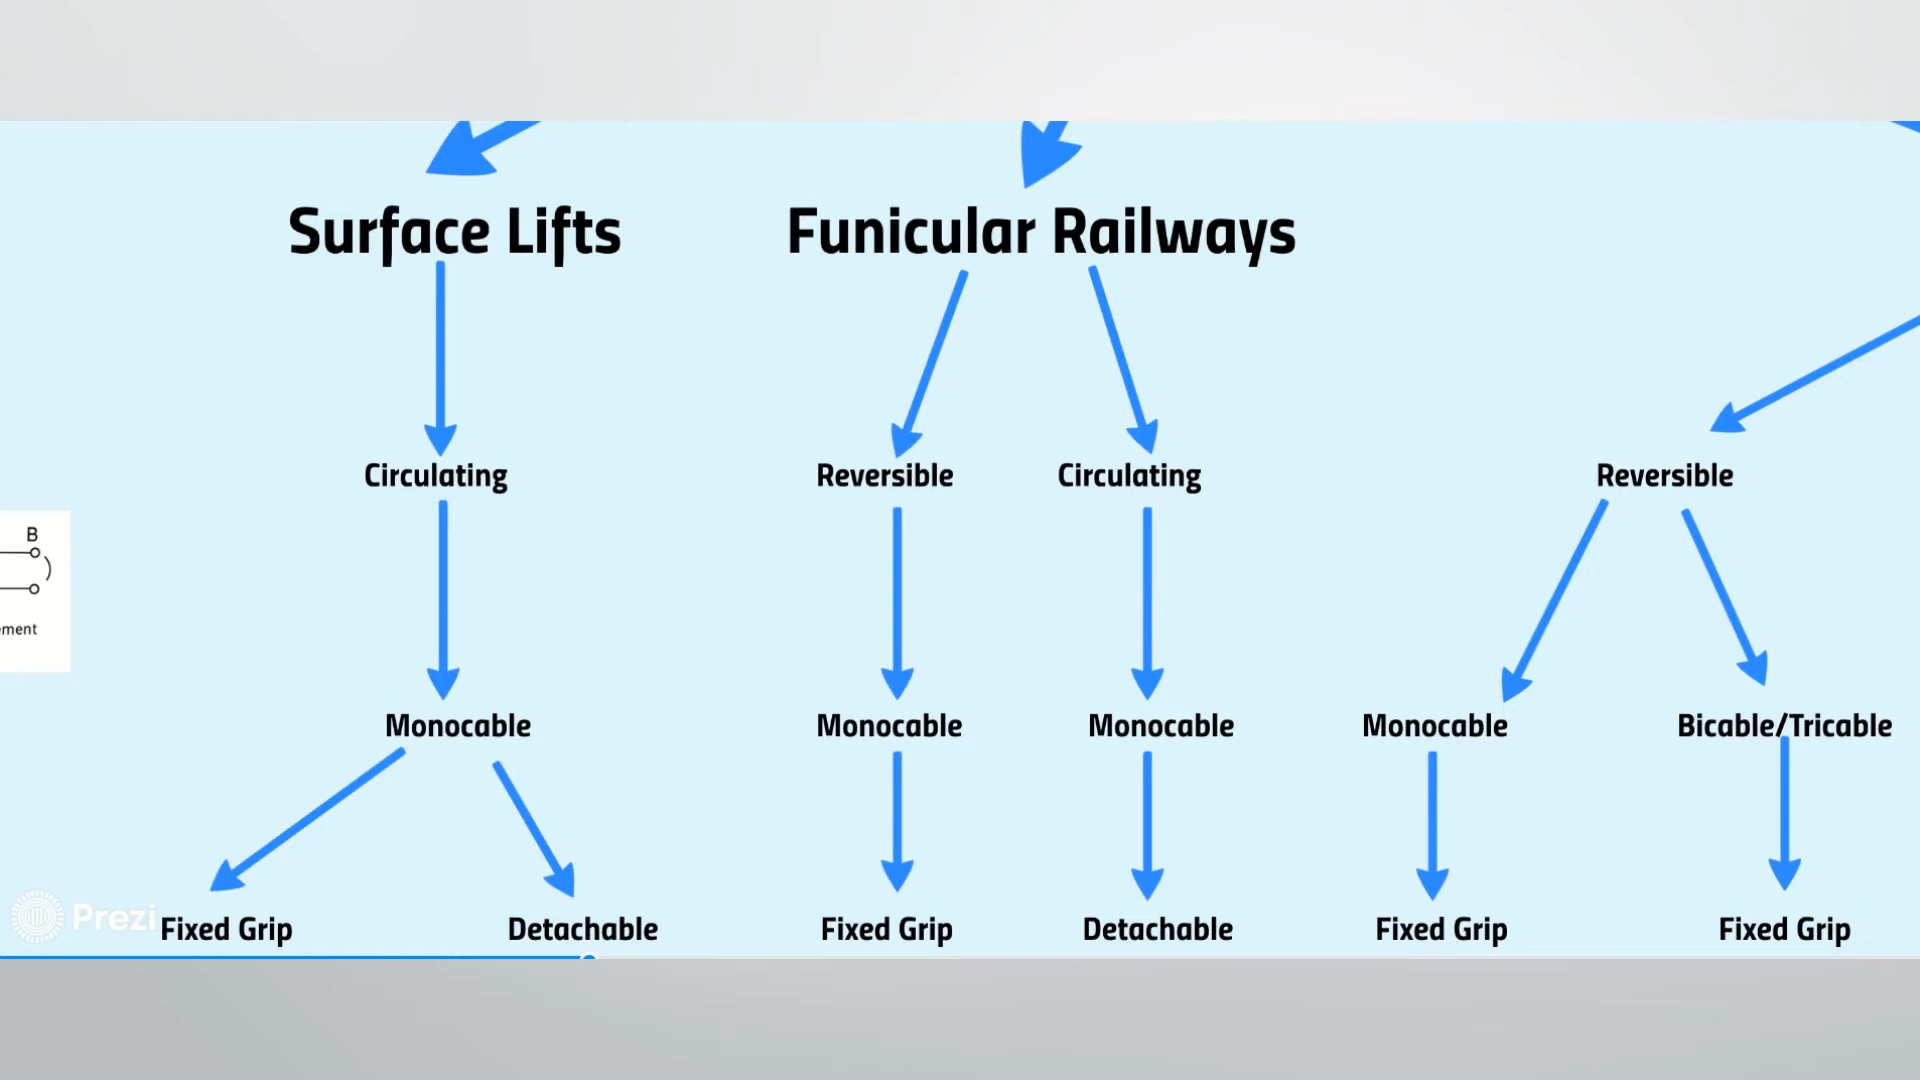 Surface Lifts
Funicular Railways
Circulating
Reversible
Circulating
Reversible
B
Monocable
Monocable
Monocable
Monocable
Bicable/Tricable
Prezi
Fixed Grip
Detachable
Fixed Grip
Detachable
Fixed Grip
Fixed Grip